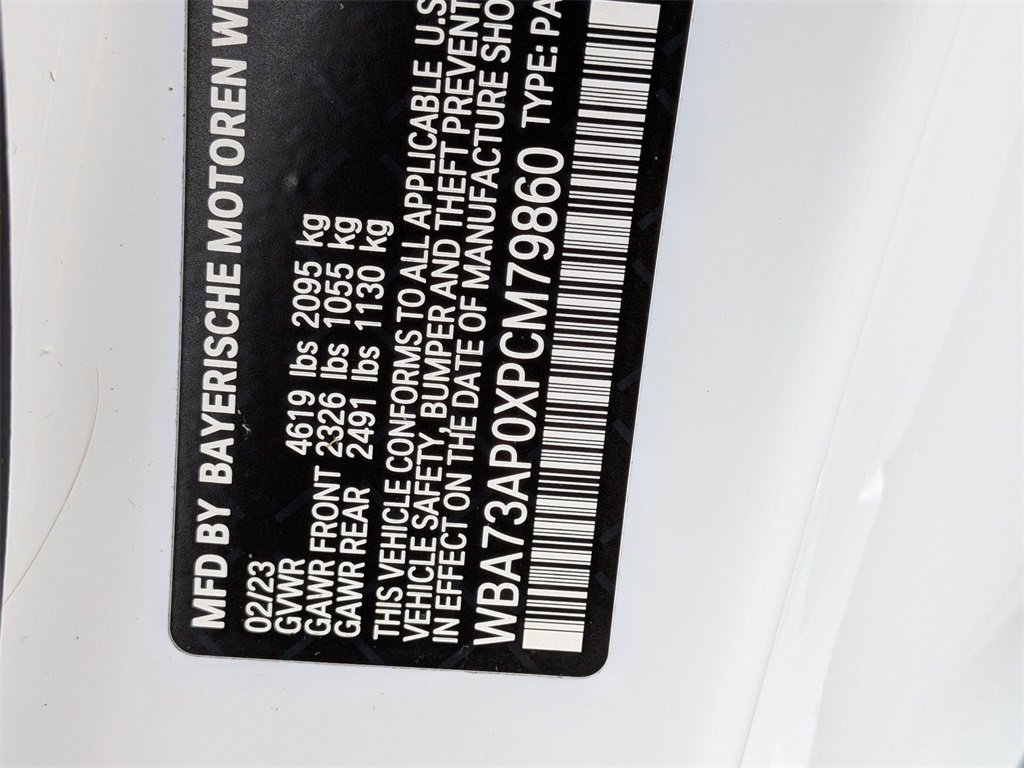 MFD BY BAYERISCHE MOTOREN
02/23
GVWR 4619 lbs 2095 kg
GAWR FRONT 2326 lbs 1055 kg
GAWR REAR 2491 lbs 1130 kg
THIS VEHICLE CONFORMS TO ALL APPLICABLE U.S
VEHICLE SAFETY, BUMPER AND THEFT PREVENT
IN EFFECT ON THE DATE OF MANUFACTURE SHO
WBA73AP0XPCM79860 TYPE: PA